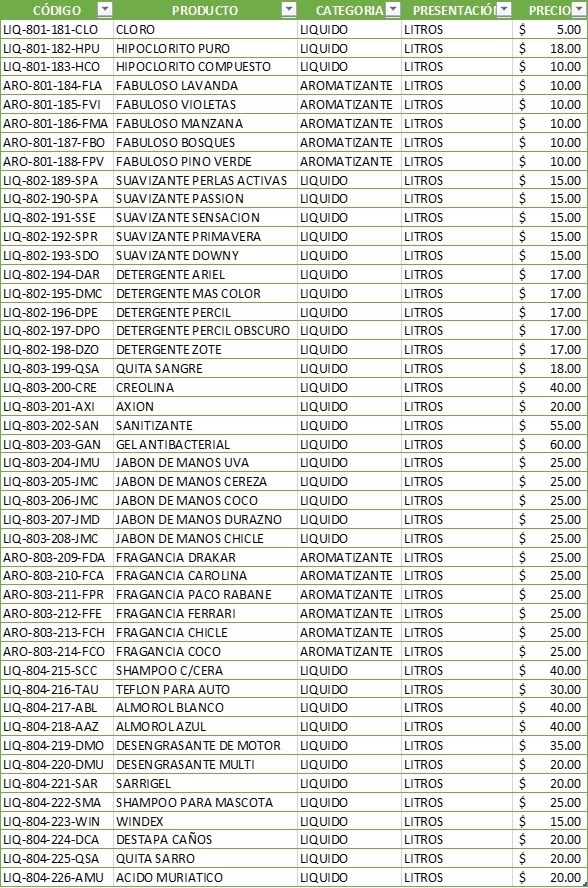 CÓDIGO PRODUCTO CATEGORIA PRESENTACIÓN PRECIO
LIQ-801-181-CLO CLORO LIQUIDO LITROS $ 5.00
LIQ-801-182-HPU HIPOCLORITO PURO LIQUIDO LITROS $ 18.00
LIQ-801-183-HCO HIPOCLORITO COMPUESTO LIQUIDO LITROS $ 10.00
ARO-801-184-FLA FABULOSO LAVANDA AROMATIZANTE LITROS $ 10.00
ARO-801-185-FVI FABULOSO VIOLETAS AROMATIZANTE LITROS $ 10.00
ARO-801-186-FMA FABULOSO MANZANA AROMATIZANTE LITROS $ 10.00
ARO-801-187-FBO FABULOSO BOSQUES AROMATIZANTE LITROS $ 10.00
ARO-801-188-FPV FABULOSO PINO VERDE AROMATIZANTE LITROS $ 10.00
LIQ-802-189-SPA SUAVIZANTE PERLAS ACTIVAS LIQUIDO LITROS $ 15.00
LIQ-802-190-SPA SUAVIZANTE PASSION LIQUIDO LITROS $ 15.00
LIQ-802-191-SSE SUAVIZANTE SENSACION LIQUIDO LITROS $ 15.00
LIQ-802-192-SPR SUAVIZANTE PRIMAVERA LIQUIDO LITROS $ 15.00
LIQ-802-193-SDO SUAVIZANTE DOWNY LIQUIDO LITROS $ 15.00
LIQ-802-194-DAR DETERGENTE ARIEL LIQUIDO LITROS $ 17.00
LIQ-802-195-DMC DETERGENTE MAS COLOR LIQUIDO LITROS $ 17.00
LIQ-802-196-DPE DETERGENTE PERCIL LIQUIDO LITROS $ 17.00
LIQ-802-197-DPO DETERGENTE PERCIL OBSCURO LIQUIDO LITROS $ 17.00
LIQ-802-198-DZO DETERGENTE ZOTE LIQUIDO LITROS $ 17.00
LIQ-803-199-QSA QUITA SANGRE LIQUIDO LITROS $ 18.00
LIQ-803-200-CRE CREOLINA LIQUIDO LITROS $ 40.00
LIQ-803-201-AXI AXION LIQUIDO LITROS $ 20.00
LIQ-803-202-SAN SANITIZANTE LIQUIDO LITROS $ 55.00
LIQ-803-203-GAN GEL ANTIBACTERIAL LIQUIDO LITROS $ 60.00
LIQ-803-204-JMU JABON DE MANOS UVA LIQUIDO LITROS $ 25.00
LIQ-803-205-JMC JABON DE MANOS CEREZA LIQUIDO LITROS $ 25.00
LIQ-803-206-JMC JABON DE MANOS COCO LIQUIDO LITROS $ 25.00
LIQ-803-207-JMD JABON DE MANOS DURAZNO LIQUIDO LITROS $ 25.00
LIQ-803-208-JMC JABON DE MANOS CHICLE LIQUIDO LITROS $ 25.00
ARO-803-209-FDA FRAGANCIA DRAKAR AROMATIZANTE LITROS $ 25.00
ARO-803-210-FCA FRAGANCIA CAROLINA AROMATIZANTE LITROS $ 25.00
ARO-803-211-FPR FRAGANCIA PACO RABANE AROMATIZANTE LITROS $ 25.00
ARO-803-212-FFE FRAGANCIA FERRARI AROMATIZANTE LITROS $ 25.00
ARO-803-213-FCH FRAGANCIA CHICLE AROMATIZANTE LITROS $ 25.00
ARO-803-214-FCO FRAGANCIA COCO AROMATIZANTE LITROS $ 25.00
LIQ-804-215-SCC SHAMPOO C/CERA LIQUIDO LITROS $ 40.00
LIQ-804-216-TAU TEFLON PARA AUTO LIQUIDO LITROS $ 30.00
LIQ-804-217-ABL ALMOROL BLANCO LIQUIDO LITROS $ 40.00
LIQ-804-218-AAZ ALMOROL AZUL LIQUIDO LITROS $ 40.00
LIQ-804-219-DMO DESENGRASANTE DE MOTOR LIQUIDO LITROS $ 35.00
LIQ-804-220-DMU DESENGRASANTE MULTI LIQUIDO LITROS $ 20.00
LIQ-804-221-SAR SARRIGEL LIQUIDO LITROS $ 20.00
LIQ-804-222-SMA SHAMPOO PARA MASCOTA LIQUIDO LITROS $ 25.00
LIQ-804-223-WIN WINDEX LIQUIDO LITROS $ 15.00
LIQ-804-224-DCA DESTAPA CAÑOS LIQUIDO LITROS $ 20.00
LIQ-804-225-QSA QUITA SARRO LIQUIDO LITROS $ 20.00
LIQ-804-226-AMU ACIDO MURIATICO LIQUIDO LITROS $ 20.00